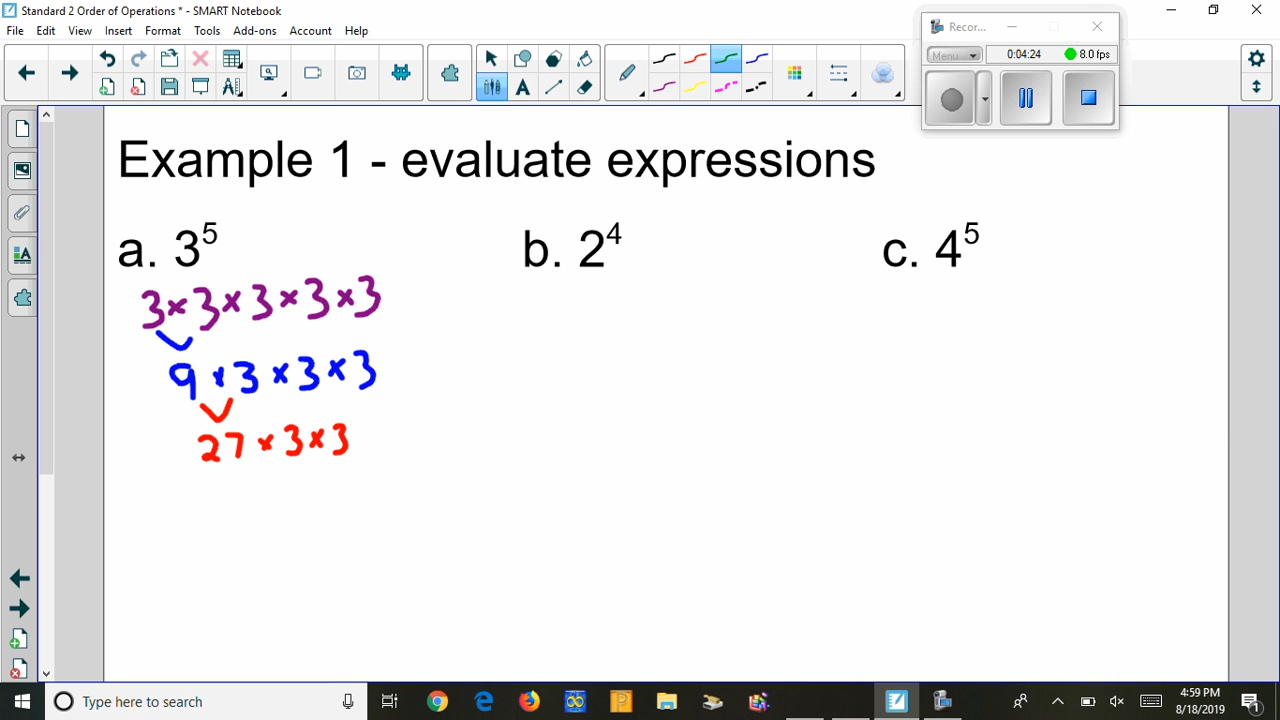 Standard 2 Order of Operations * - SMART Notebook
File Edit View Insert Format Tools Add-ons Account Help
Recor...
Menu 0:04:24 8.0 fps
Example 1 - evaluate expressions
a. 3⁵ b. 2⁴ c. 4⁵
3×3×3×3×3
9×3×3×3
27×3×3
Type here to search
4:59 PM
8/18/2019